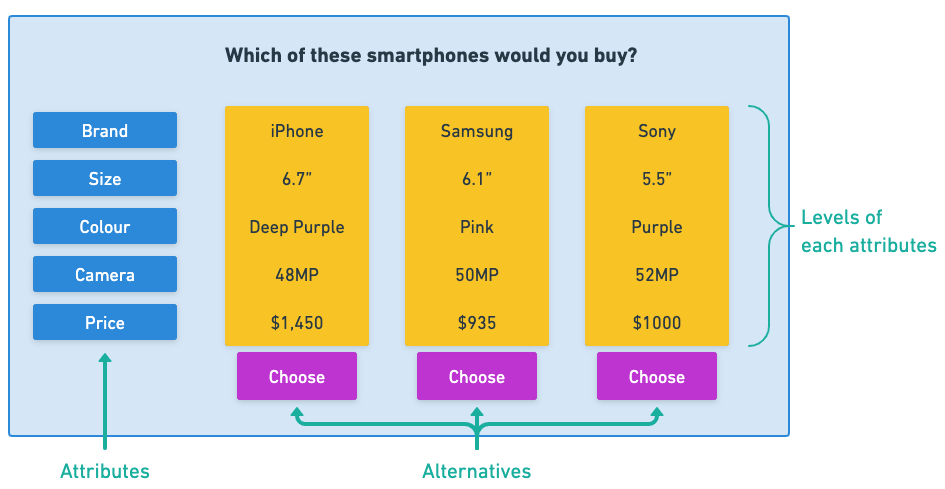 Which of these smartphones would you buy?
Brand iPhone Samsung Sony
Size 6.7” 6.1” 5.5”
Colour Deep Purple Pink Purple
Camera 48MP 50MP 52MP
Price $1,450 $935 $1000
Choose Choose Choose
Levels of
each attributes
Attributes Alternatives